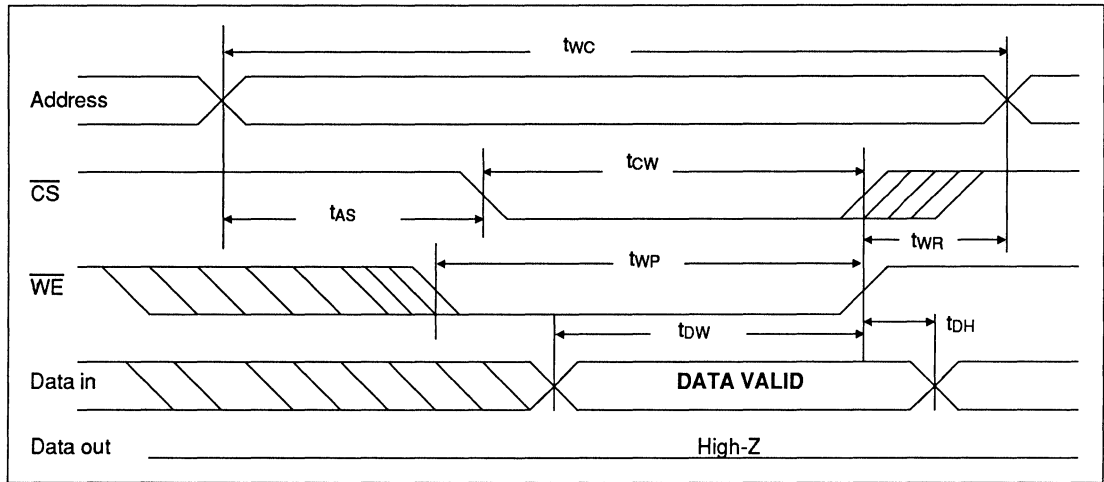 tWC
Address
CS
tCW
tAS
tWR
WE
tWP
tDW
tDH
Data in
DATA VALID
Data out
High-Z